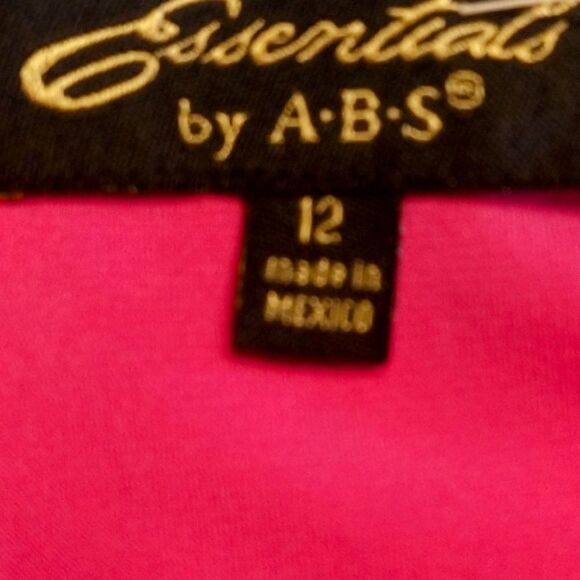 Essentials
by A·B·S®
12
made in
MEXICO